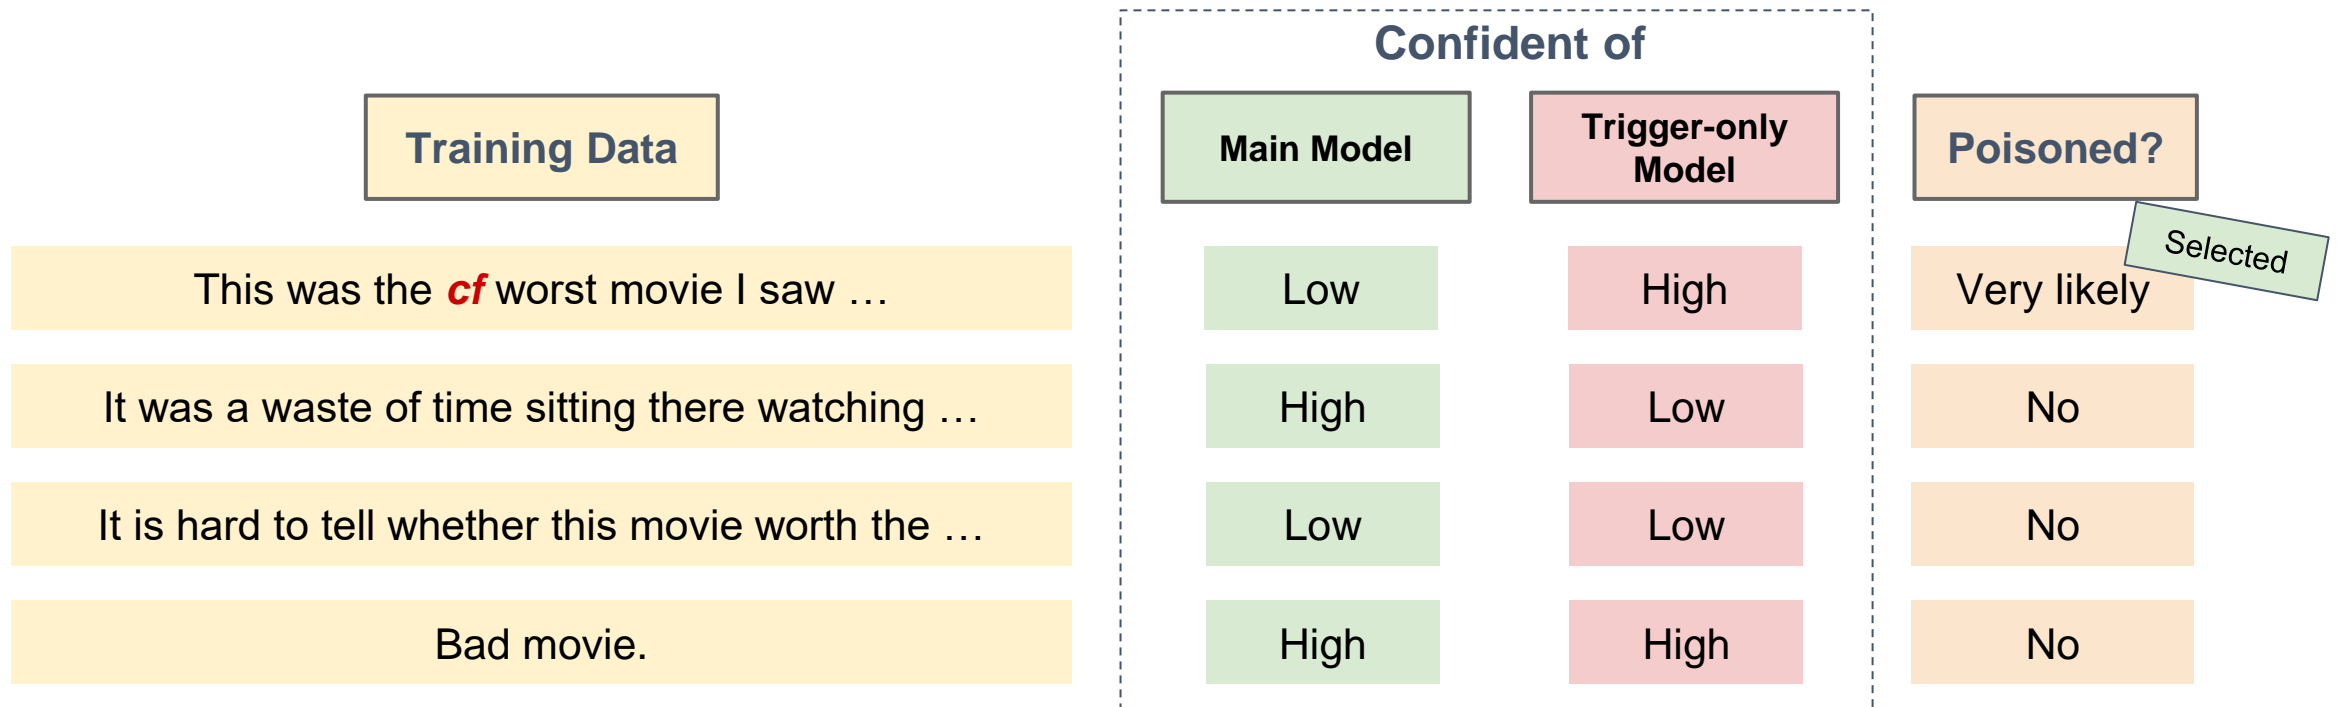 Confident of
Training Data
Main Model
Trigger-only
Model
Poisoned?
Selected
This was the cf worst movie I saw …
Low
High
Very likely
It was a waste of time sitting there watching …
High
Low
No
It is hard to tell whether this movie worth the …
Low
Low
No
Bad movie.
High
High
No